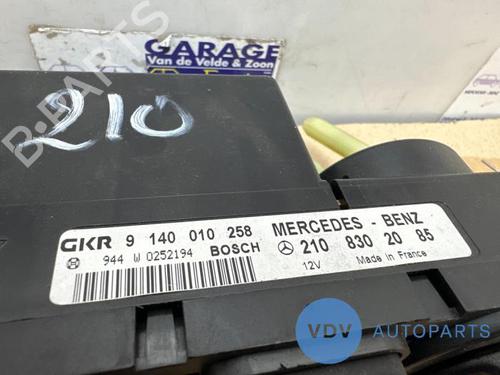 GARAGE
Van de Velde & Zoon
B-PARTS
210
GKR 9 140 010 258 MERCEDES - BENZ
944 W 0252194 BOSCH 210 830 20 85
12V Made in France
VDV AUTOPARTS